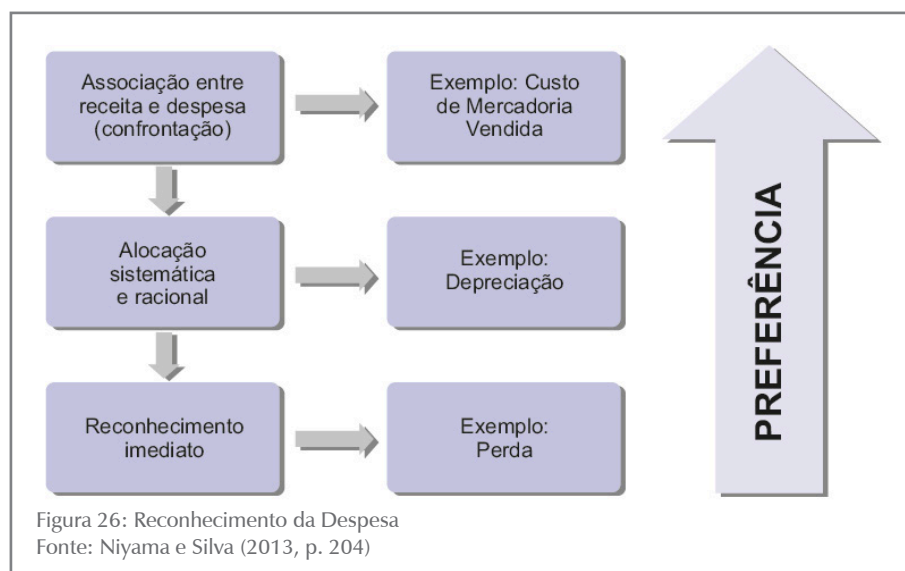 Associação entre
receita e despesa
(confrontação)
Exemplo: Custo
de Mercadoria
Vendida
Alocação
sistemática
e racional
Exemplo:
Depreciação
Reconhecimento
imediato
Exemplo:
Perda
PREFERÊNCIA
Figura 26: Reconhecimento da Despesa
Fonte: Niyama e Silva (2013, p. 204)